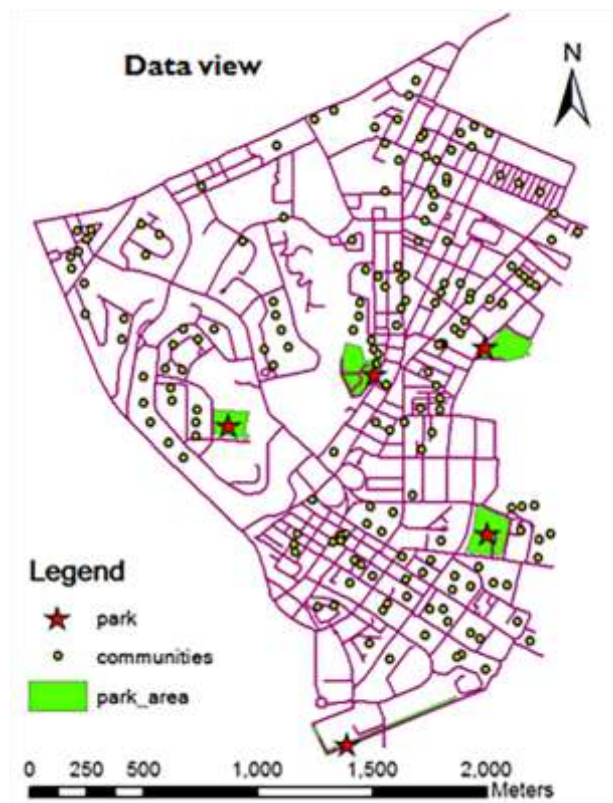 Data view
N
Legend
park
communities
park_area
0 250 500 1,000 1,500 2,000
Meters